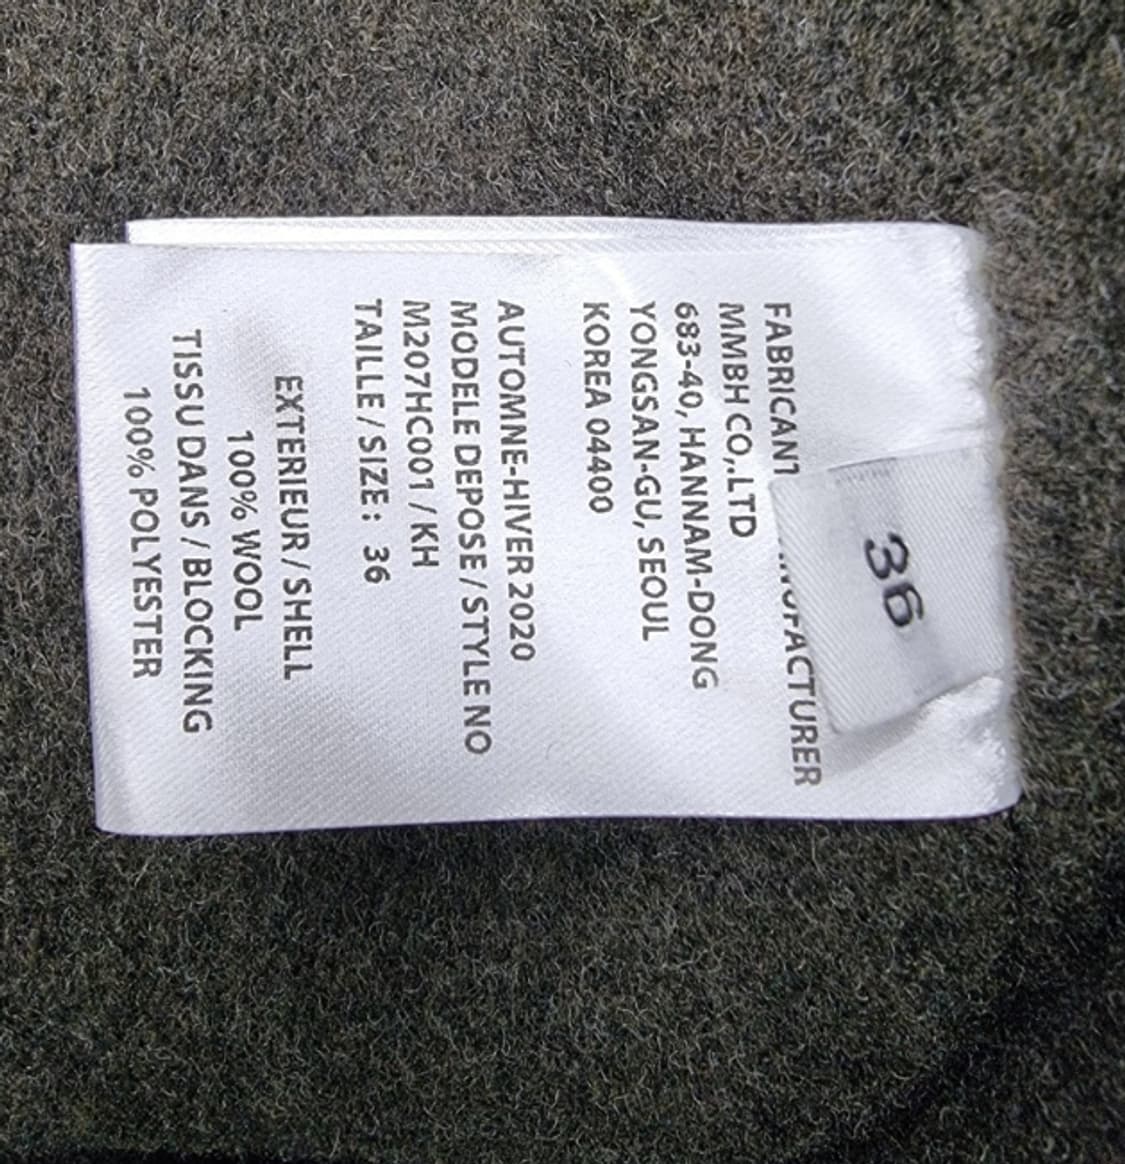 36
FABRICANT
MMBH CO,.LTD
683-40, HANNAM-DONG
YONGSAN-GU, SEOUL
KOREA 04400
AUTOMNE-HIVER 2020
MODELE DEPOSE / STYLE NO
M207HC001 / KH
TAILLE / SIZE : 36
EXTERIEUR / SHELL
100% WOOL
TISSU DANS / BLOCKING
100% POLYESTER